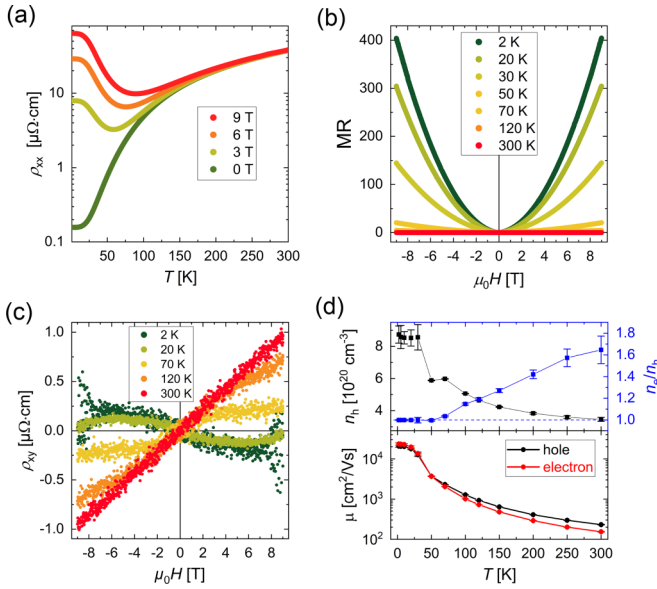 (a)
ρxx [μΩ·cm]
10
1
0.1
9 T
6 T
3 T
0 T
0 50 100 150 200 250 300
T [K]
(b)
MR
400
300
200
100
0
2 K
20 K
30 K
50 K
70 K
120 K
300 K
-8 -6 -4 -2 0 2 4 6 8
μ0H [T]
(c)
ρxy [μΩ·cm]
1.0
0.5
0.0
-0.5
-1.0
2 K
20 K
70 K
120 K
300 K
-8 -6 -4 -2 0 2 4 6 8
μ0H [T]
(d)
nh [10^20 cm^-3]
8
6
4
1.8
1.6
1.4
1.2
1.0
ne/nh
μ [cm^2/Vs]
10^4
10^3
10^2
hole
electron
0 50 100 150 200 250 300
T [K]